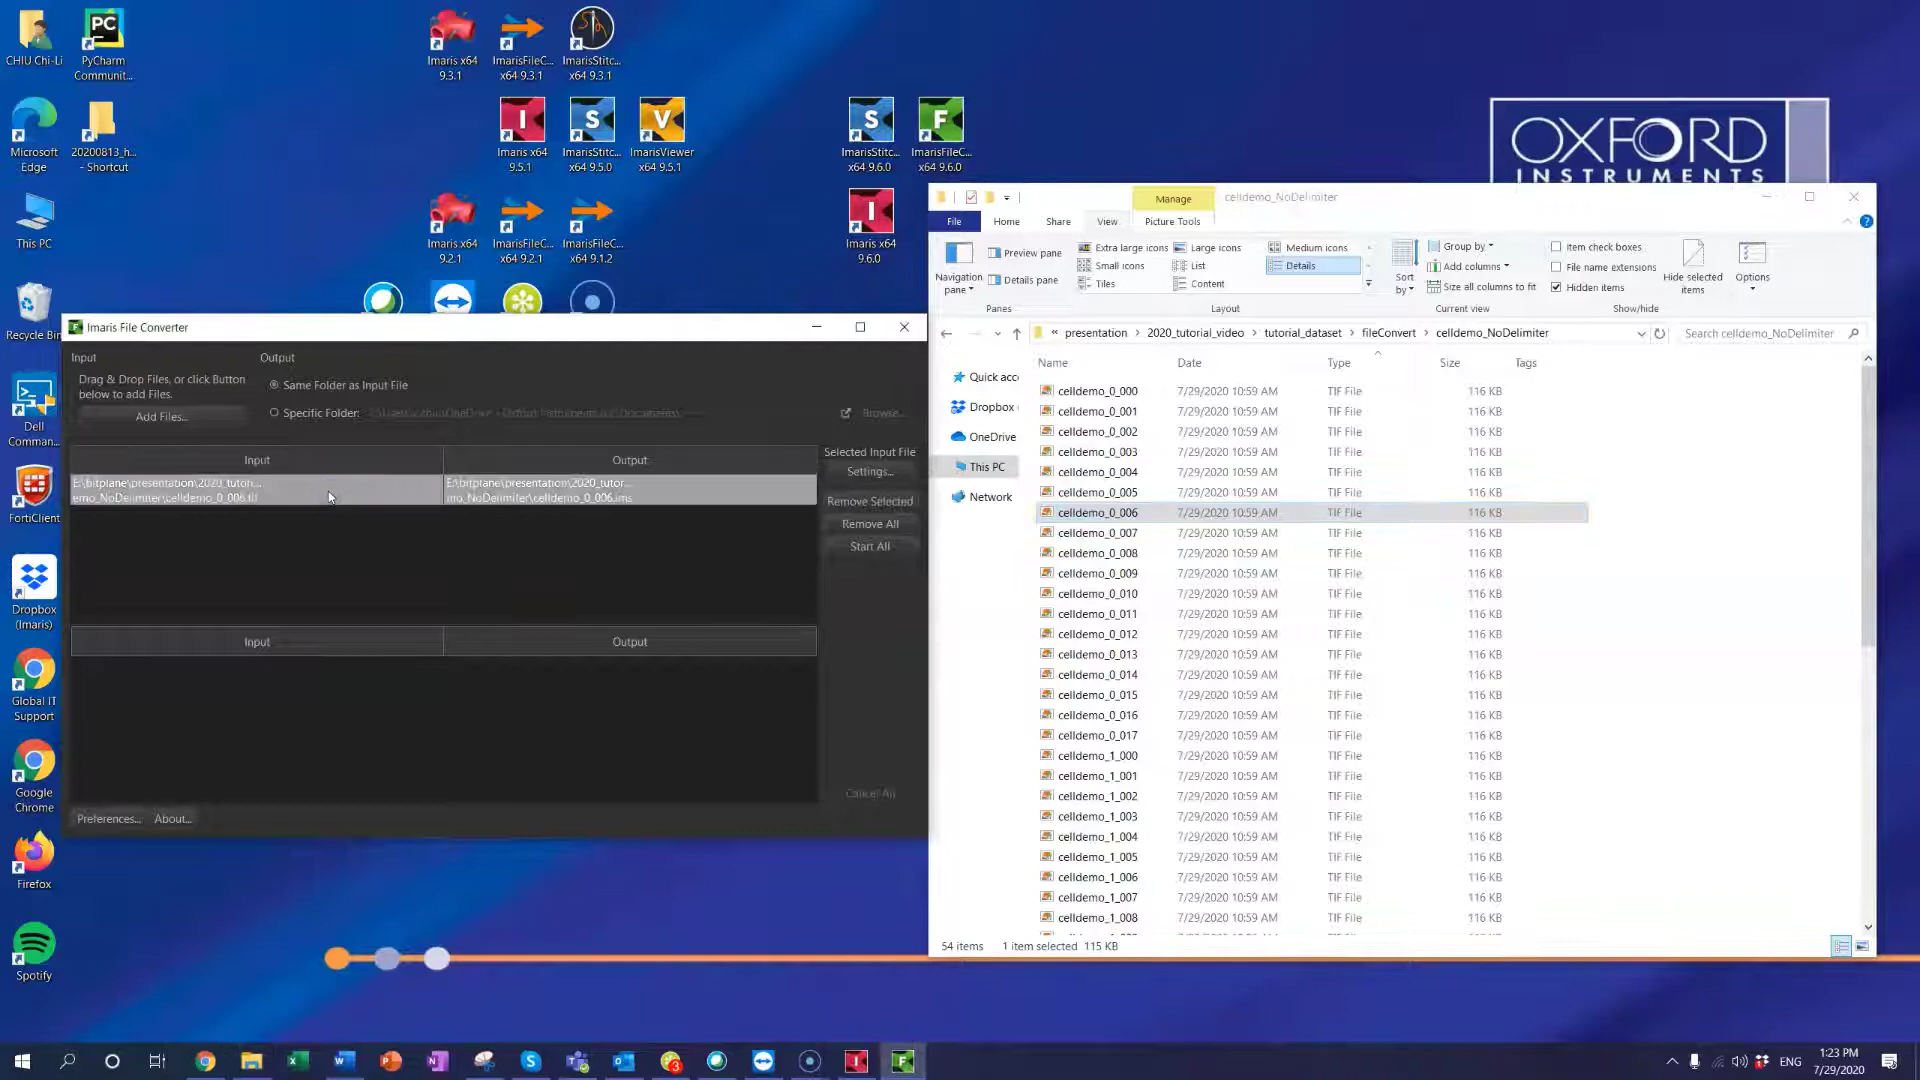 CHIU Chi-Li
PyCharm
Communit...
Imaris x64
9.3.1
ImarisFileC...
x64 9.3.1
ImarisStitc...
x64 9.3.1
Microsoft
Edge
20200813_h...
- Shortcut
Imaris x64
9.5.1
ImarisStitc...
x64 9.5.0
ImarisViewer
x64 9.5.1
ImarisStitc...
x64 9.6.0
ImarisFileC...
x64 9.6.0
OXFORD
INSTRUMENTS
This PC
Imaris x64
9.2.1
ImarisFileC...
x64 9.2.1
ImarisFileC...
x64 9.1.2
Imaris x64
9.6.0
Recycle Bin
Dell
Comman...
FortiClient
Dropbox
(Imaris)
Global IT
Support
Google
Chrome
Firefox
Spotify
Imaris File Converter
Input
Output
Drag & Drop Files, or click Button
below to add Files.
Add Files...
Same Folder as Input File
Specific Folder:
Browse...
Input
Output
E:\bitplane\presentation\2020_tutor...
emo_NoDelimiter\celldemo_0_006.tif
E:\bitplane\presentation\2020_tutor...
mo_NoDelimiter\celldemo_0_006.ims
Selected Input File
Settings...
Remove Selected
Remove All
Start All
Input
Output
Cancel All
Preferences...
About...
Manage
celldemo_NoDelimiter
File
Home
Share
View
Picture Tools
Navigation
pane
Preview pane
Details pane
Panes
Extra large icons
Large icons
Medium icons
Small icons
List
Details
Tiles
Content
Layout
Sort
by
Group by
Add columns
Size all columns to fit
Current view
Item check boxes
File name extensions
Hidden items
Hide selected
items
Options
Show/hide
« presentation > 2020_tutorial_video > tutorial_dataset > fileConvert > celldemo_NoDelimiter
Search celldemo_NoDelimiter
Quick acc
Dropbox
OneDrive
This PC
Network
Name Date Type Size Tags
celldemo_0_000 7/29/2020 10:59 AM TIF File 116 KB
celldemo_0_001 7/29/2020 10:59 AM TIF File 116 KB
celldemo_0_002 7/29/2020 10:59 AM TIF File 116 KB
celldemo_0_003 7/29/2020 10:59 AM TIF File 116 KB
celldemo_0_004 7/29/2020 10:59 AM TIF File 116 KB
celldemo_0_005 7/29/2020 10:59 AM TIF File 116 KB
celldemo_0_006 7/29/2020 10:59 AM TIF File 116 KB
celldemo_0_007 7/29/2020 10:59 AM TIF File 116 KB
celldemo_0_008 7/29/2020 10:59 AM TIF File 116 KB
celldemo_0_009 7/29/2020 10:59 AM TIF File 116 KB
celldemo_0_010 7/29/2020 10:59 AM TIF File 116 KB
celldemo_0_011 7/29/2020 10:59 AM TIF File 116 KB
celldemo_0_012 7/29/2020 10:59 AM TIF File 116 KB
celldemo_0_013 7/29/2020 10:59 AM TIF File 116 KB
celldemo_0_014 7/29/2020 10:59 AM TIF File 116 KB
celldemo_0_015 7/29/2020 10:59 AM TIF File 116 KB
celldemo_0_016 7/29/2020 10:59 AM TIF File 116 KB
celldemo_0_017 7/29/2020 10:59 AM TIF File 116 KB
celldemo_1_000 7/29/2020 10:59 AM TIF File 116 KB
celldemo_1_001 7/29/2020 10:59 AM TIF File 116 KB
celldemo_1_002 7/29/2020 10:59 AM TIF File 116 KB
celldemo_1_003 7/29/2020 10:59 AM TIF File 116 KB
celldemo_1_004 7/29/2020 10:59 AM TIF File 116 KB
celldemo_1_005 7/29/2020 10:59 AM TIF File 116 KB
celldemo_1_006 7/29/2020 10:59 AM TIF File 116 KB
celldemo_1_007 7/29/2020 10:59 AM TIF File 116 KB
celldemo_1_008 7/29/2020 10:59 AM TIF File 116 KB
54 items 1 item selected 115 KB
ENG
1:23 PM
7/29/2020